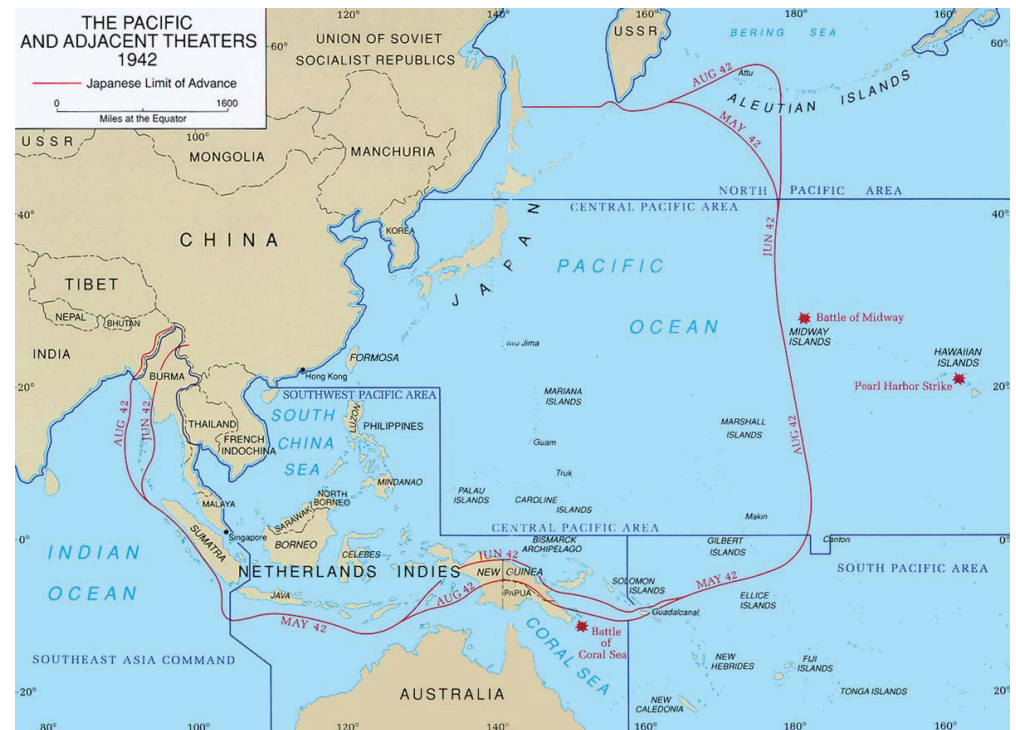 THE PACIFIC
AND ADJACENT THEATERS
1942
Japanese Limit of Advance
0 1600
Miles at the Equator
120° 140° 160° 180° 160°
60°
60°
UNION OF SOVIET
SOCIALIST REPUBLICS
USSR
BERING SEA
Attu
AUG 42
ALEUTIAN ISLANDS
MAY 42
USSR
100°
MONGOLIA
MANCHURIA
NORTH PACIFIC AREA
CENTRAL PACIFIC AREA
40°
40°
KOREA
JAPAN
CHINA
JUN 42
PACIFIC
OCEAN
TIBET
NEPAL
BHUTAN
INDIA
BURMA
Battle of Midway
MIDWAY
ISLANDS
Iwo Jima
FORMOSA
Hong Kong
HAWAIIAN
ISLANDS
Pearl Harbor Strike
20°
20°
SOUTHWEST PACIFIC AREA
MARIANA
ISLANDS
AUG 42
JUN 42
THAILAND
FRENCH
INDOCHINA
SOUTH
CHINA
SEA
LUZON
PHILIPPINES
MARSHALL
ISLANDS
AUG 42
Guam
Truk
MINDANAO
PALAU
ISLANDS
CAROLINE
ISLANDS
MALAYA
NORTH
BORNEO
SARAWAK
Makin
CENTRAL PACIFIC AREA
Singapore
SUMATRA
BORNEO
CELEBES
BISMARCK
ARCHIPELAGO
GILBERT
ISLANDS
Canton
0°
0°
INDIAN
OCEAN
NETHERLANDS INDIES
JUN 42
NEW GUINEA
SOUTH PACIFIC AREA
SOLOMON
ISLANDS
MAY 42
AUG 42
PAPUA
JAVA
ELLICE
ISLANDS
Guadalcanal
MAY 42
Battle
of
Coral Sea
CORAL SEA
SOUTHEAST ASIA COMMAND
NEW
HEBRIDES
FIJI
ISLANDS
TONGA ISLANDS
20°
20°
AUSTRALIA
NEW
CALEDONIA
80° 100° 120° 140° 160° 180° 160°